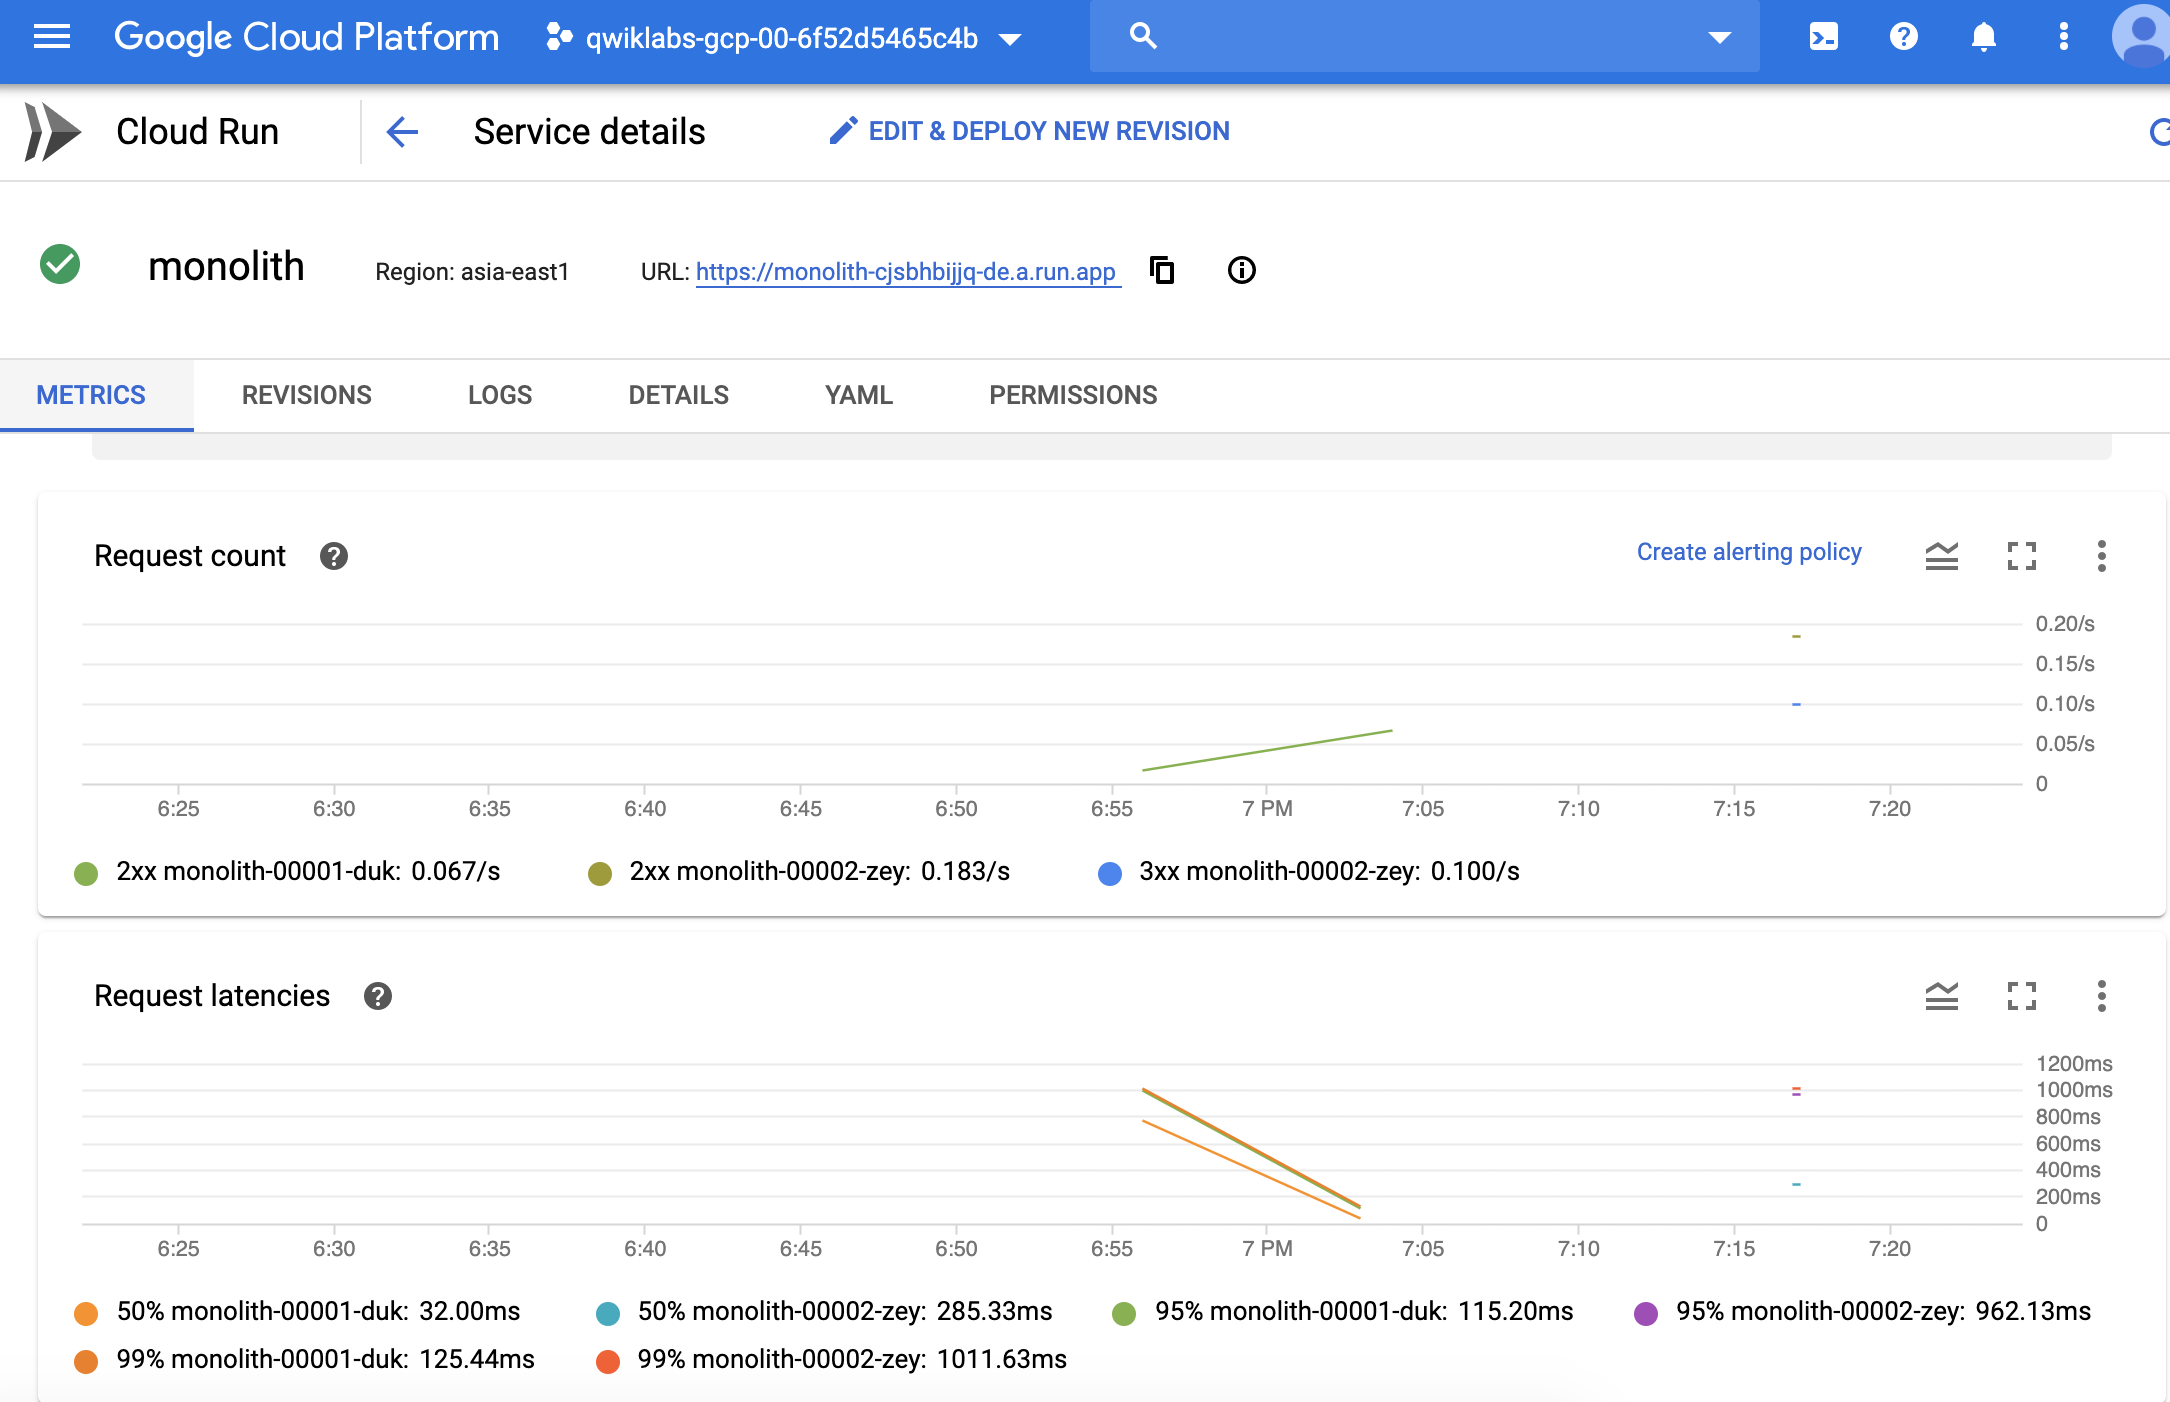 Google Cloud Platform qwiklabs-gcp-00-6f52d5465c4b
Cloud Run Service details EDIT & DEPLOY NEW REVISION
monolith Region: asia-east1 URL: https://monolith-cjsbhbijjq-de.a.run.app
METRICS REVISIONS LOGS DETAILS YAML PERMISSIONS
Request count Create alerting policy
0.20/s
0.15/s
0.10/s
0.05/s
0
6:25 6:30 6:35 6:40 6:45 6:50 6:55 7 PM 7:05 7:10 7:15 7:20
2xx monolith-00001-duk: 0.067/s 2xx monolith-00002-zey: 0.183/s 3xx monolith-00002-zey: 0.100/s
Request latencies
1200ms
1000ms
800ms
600ms
400ms
200ms
0
6:25 6:30 6:35 6:40 6:45 6:50 6:55 7 PM 7:05 7:10 7:15 7:20
50% monolith-00001-duk: 32.00ms 50% monolith-00002-zey: 285.33ms 95% monolith-00001-duk: 115.20ms 95% monolith-00002-zey: 962.13ms
99% monolith-00001-duk: 125.44ms 99% monolith-00002-zey: 1011.63ms